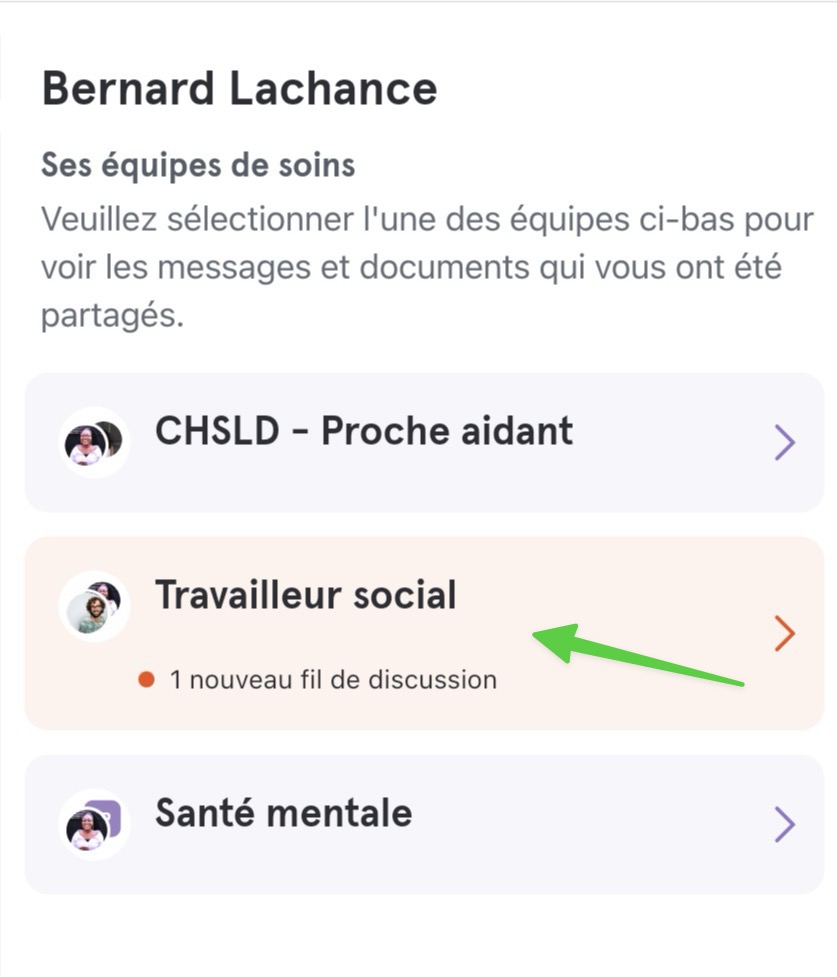 Bernard Lachance
Ses équipes de soins
Veuillez sélectionner l'une des équipes ci-bas pour
voir les messages et documents qui vous ont été
partagés.
CHSLD - Proche aidant
Travailleur social
1 nouveau fil de discussion
Santé mentale